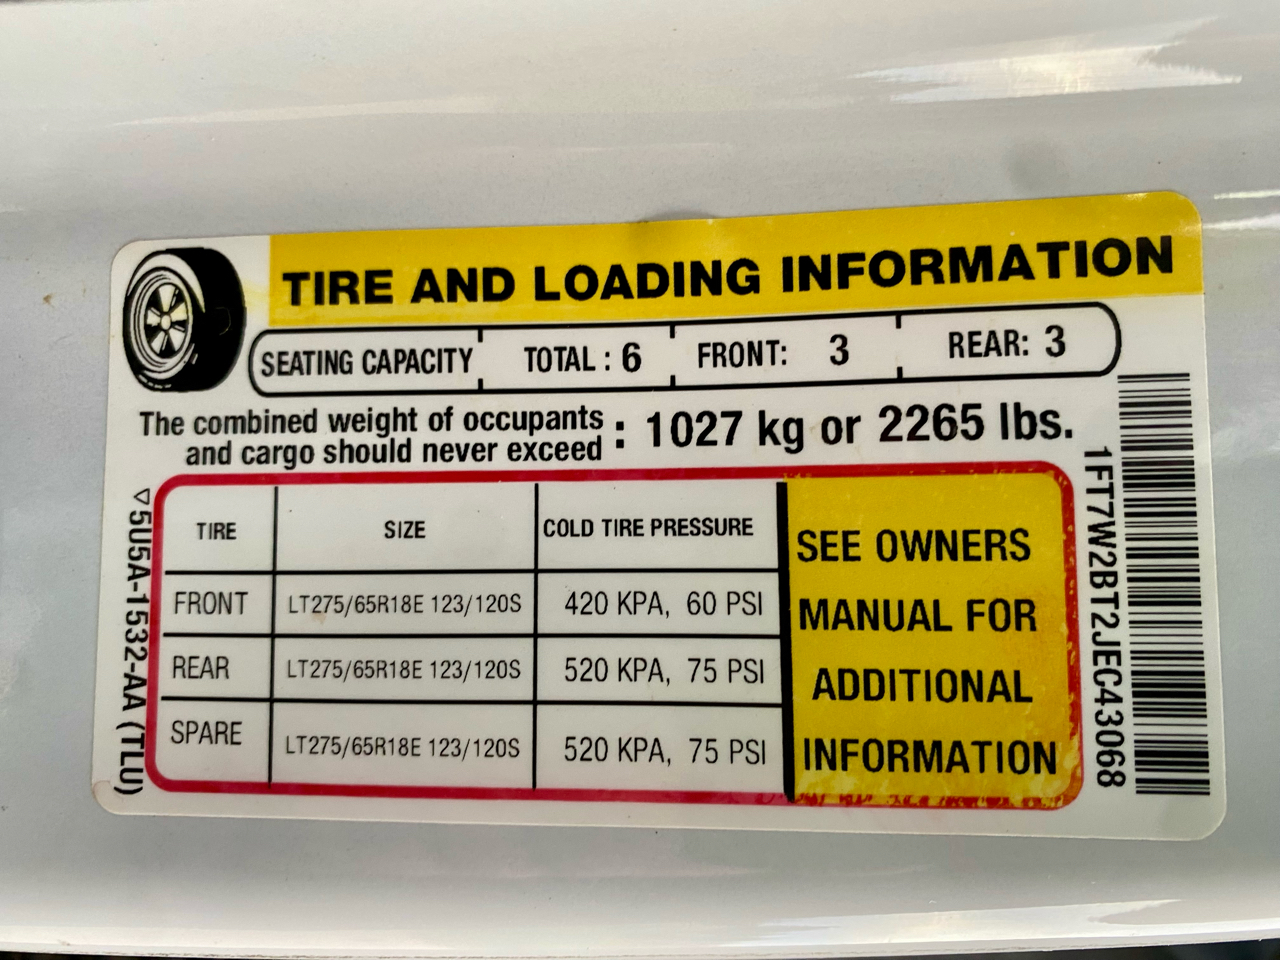 TIRE AND LOADING INFORMATION
SEATING CAPACITY TOTAL : 6 FRONT: 3 REAR: 3
The combined weight of occupants
and cargo should never exceed : 1027 kg or 2265 lbs.
TIRE SIZE COLD TIRE PRESSURE
FRONT LT275/65R18E 123/120S 420 KPA, 60 PSI
REAR LT275/65R18E 123/120S 520 KPA, 75 PSI
SPARE LT275/65R18E 123/120S 520 KPA, 75 PSI
SEE OWNERS
MANUAL FOR
ADDITIONAL
INFORMATION
▽5U5A-1532-AA (TLU)
1FT7W2BT2JEC43068